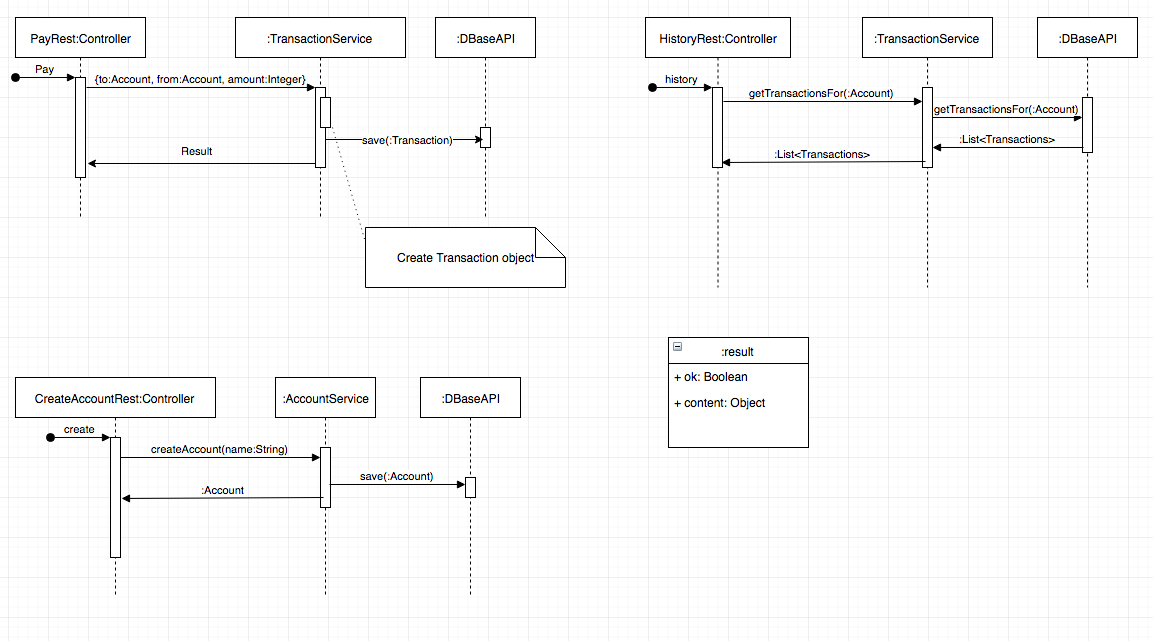 PayRest:Controller
:TransactionService
:DBaseAPI
Pay
{to:Account, from:Account, amount:Integer}
save(:Transaction)
Result
Create Transaction object
HistoryRest:Controller
:TransactionService
:DBaseAPI
history
getTransactionsFor(:Account)
getTransactionsFor(:Account)
:List<Transactions>
:List<Transactions>
CreateAccountRest:Controller
:AccountService
:DBaseAPI
create
createAccount(name:String)
save(:Account)
:Account
:result
+ ok: Boolean
+ content: Object